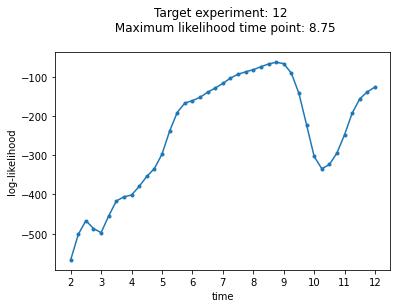 Target experiment: 12
Maximum likelihood time point: 8.75
−100
−200
−300
−400
−500
log-likelihood
2 3 4 5 6 7 8 9 10 11 12
time